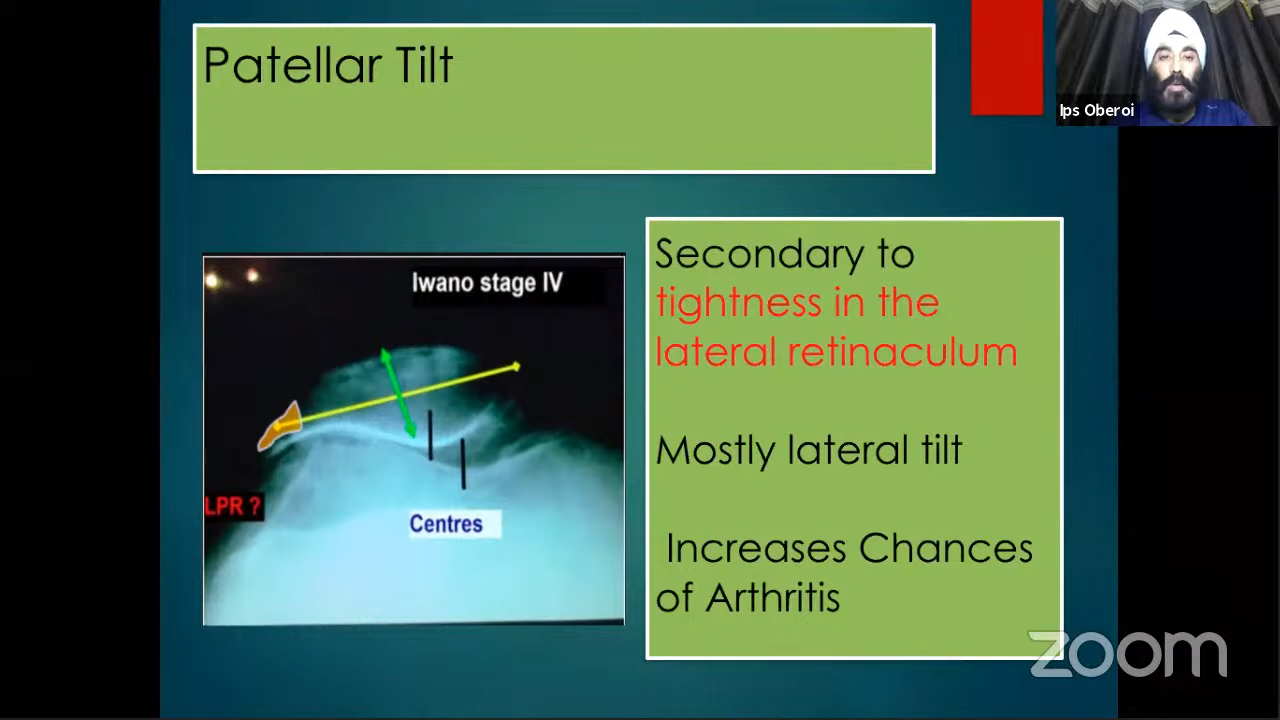 Patellar Tilt
Ips Oberoi
Iwano stage IV
LPR ?
Centres
Secondary to
tightness in the
lateral retinaculum
Mostly lateral tilt
Increases Chances
of Arthritis
zoom